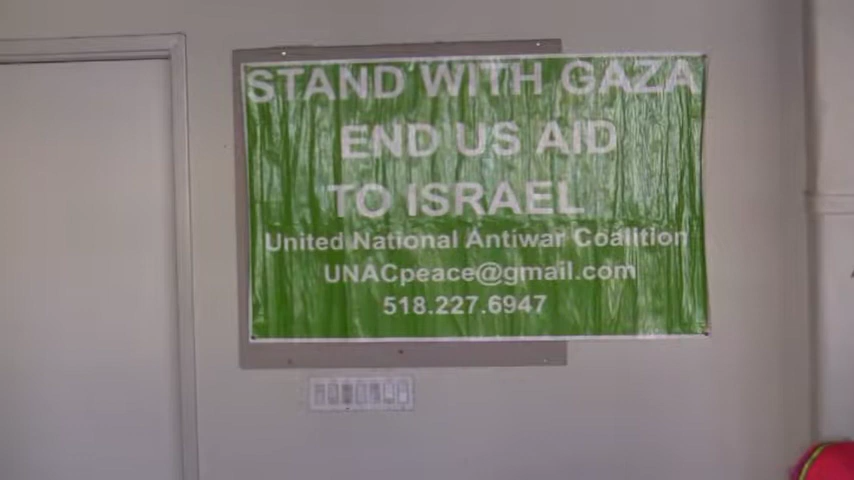 STAND WITH GAZA
END US AID
TO ISRAEL
United National Antiwar Coalition
UNACpeace@gmail.com
518.227.6947